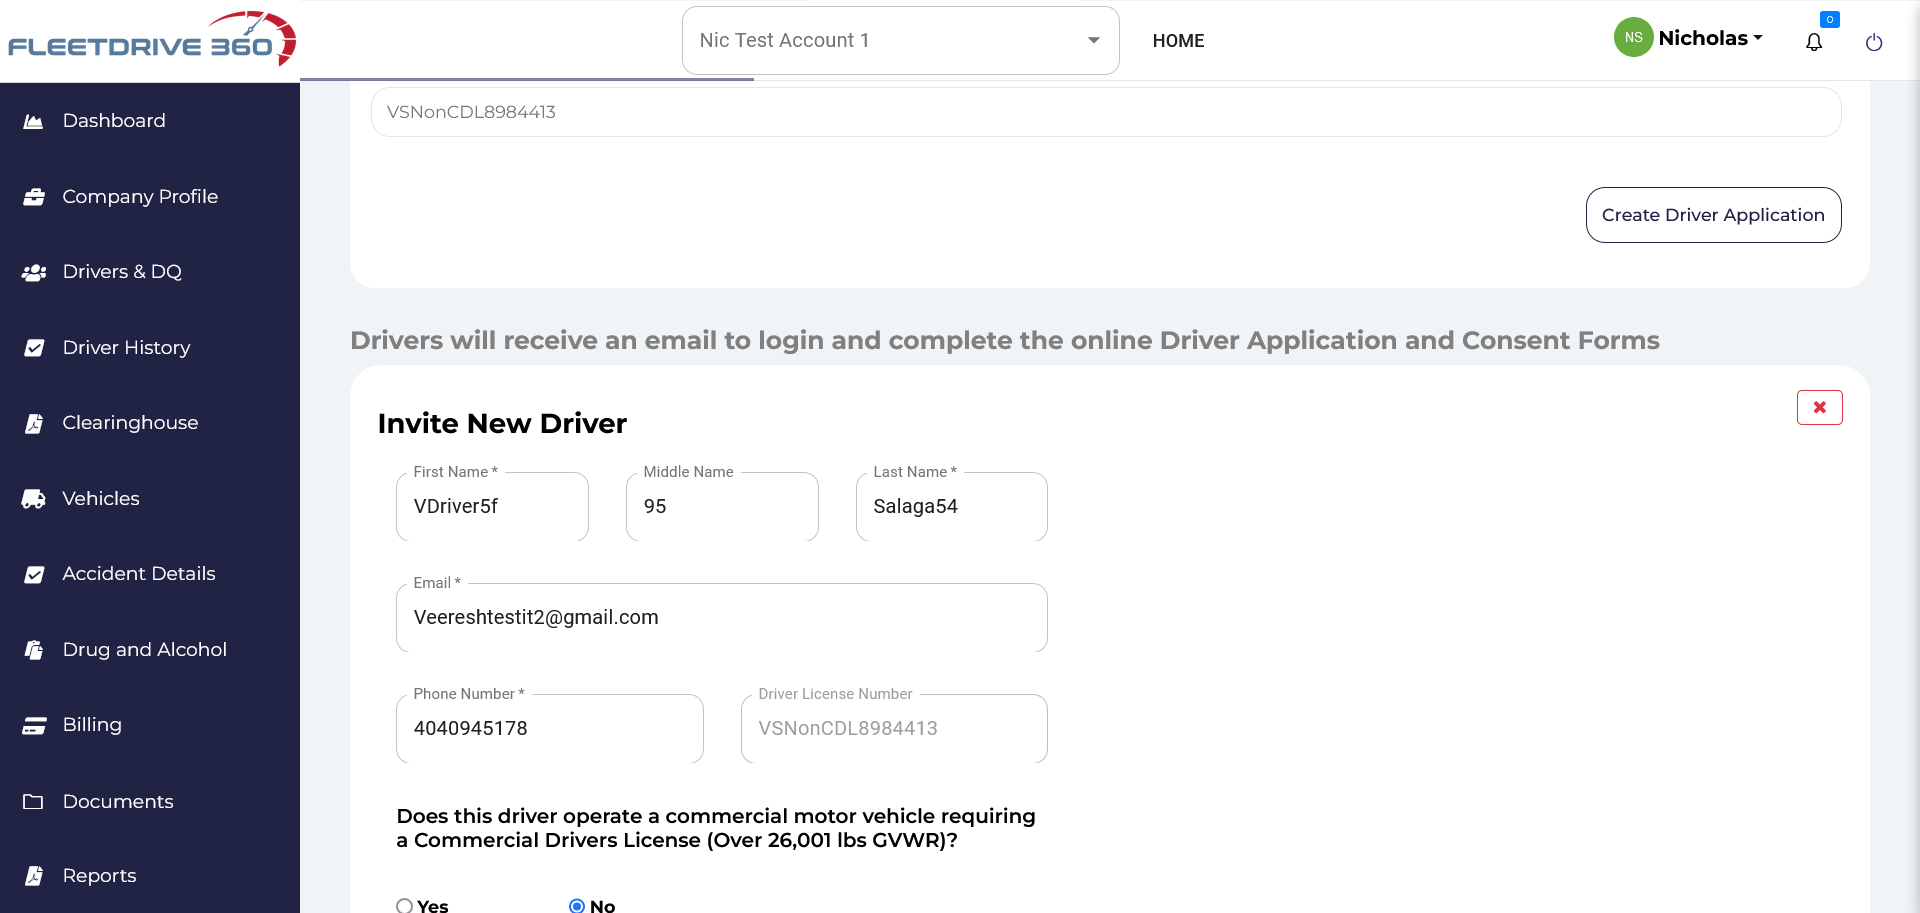 FLEETDRIVE 360
Nic Test Account 1
HOME
NS
Nicholas
0
Dashboard
Company Profile
Drivers & DQ
Driver History
Clearinghouse
Vehicles
Accident Details
Drug and Alcohol
Billing
Documents
Reports
VSNonCDL8984413
Create Driver Application
Drivers will receive an email to login and complete the online Driver Application and Consent Forms
Invite New Driver
First Name *
VDriver5f
Middle Name
95
Last Name *
Salaga54
Email *
Veereshtestit2@gmail.com
Phone Number *
4040945178
Driver License Number
VSNonCDL8984413
Does this driver operate a commercial motor vehicle requiring
a Commercial Drivers License (Over 26,001 lbs GVWR)?
Yes
No